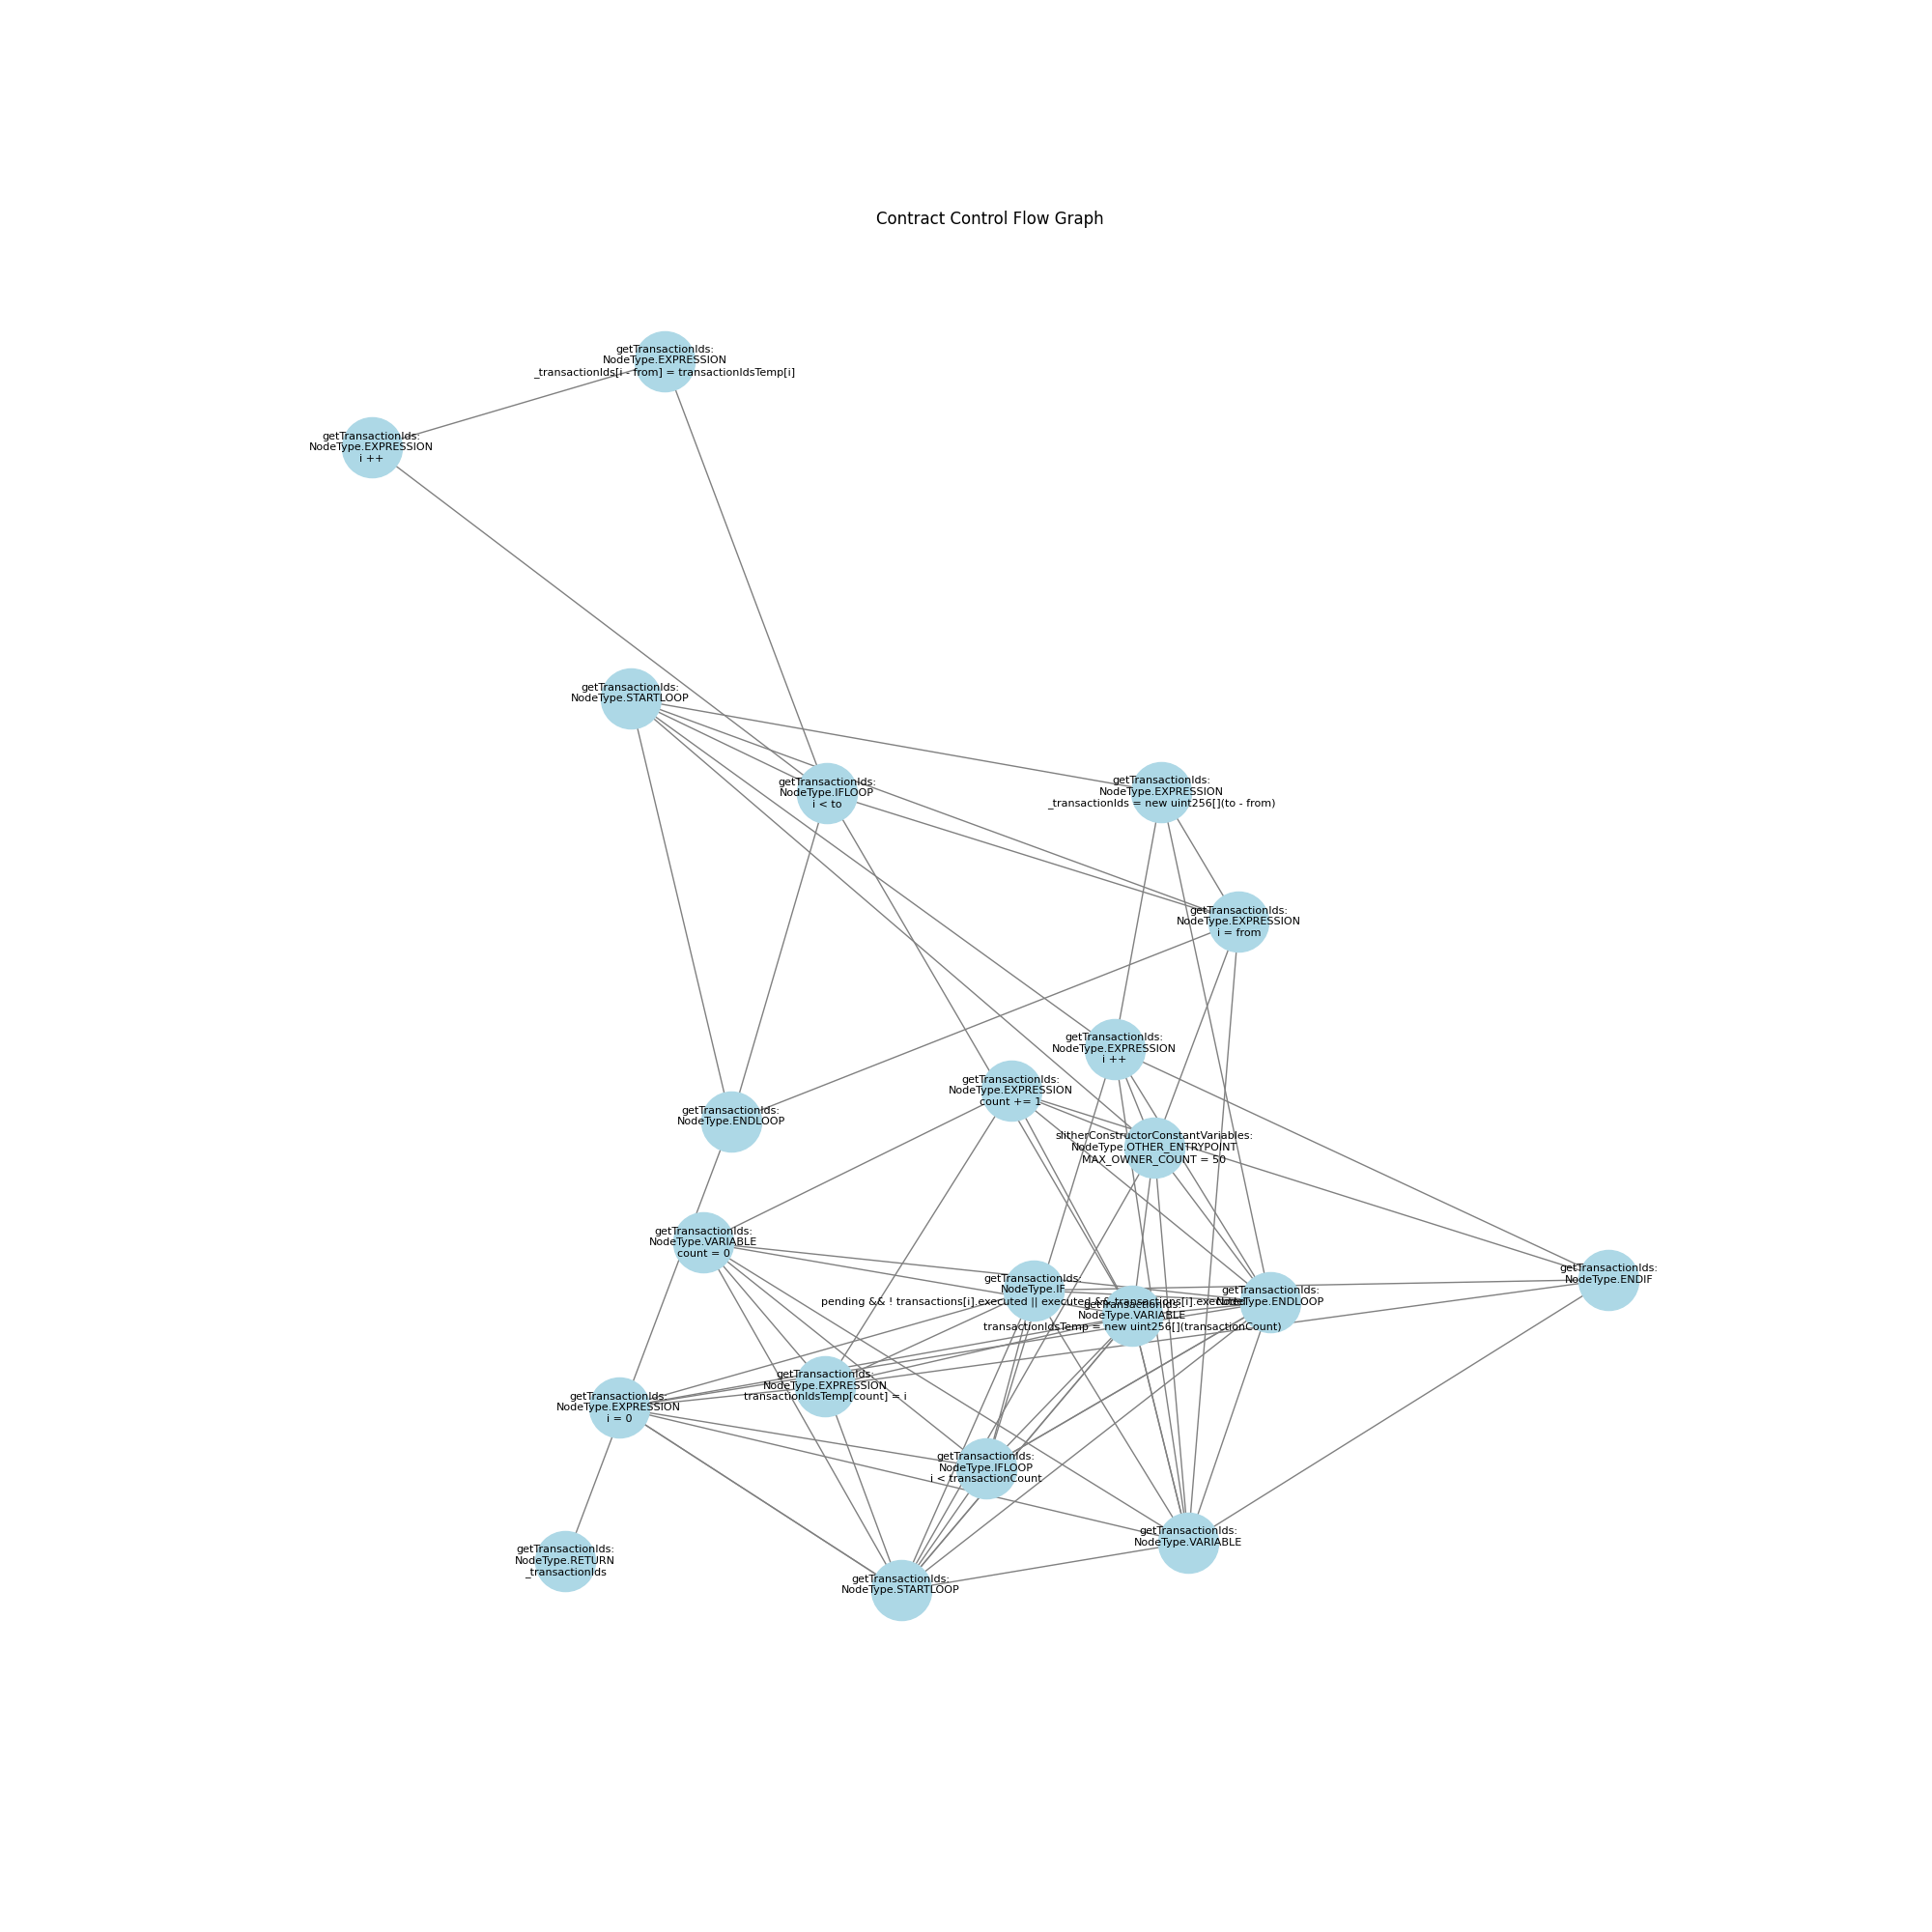 Contract Control Flow Graph
getTransactionIds:
NodeType.EXPRESSION
_transactionIds[i - from] = transactionIdsTemp[i]
getTransactionIds:
NodeType.EXPRESSION
i ++
getTransactionIds:
NodeType.STARTLOOP
getTransactionIds:
NodeType.IFLOOP
i < to
getTransactionIds:
NodeType.EXPRESSION
_transactionIds = new uint256[](to - from)
getTransactionIds:
NodeType.EXPRESSION
i = from
getTransactionIds:
NodeType.EXPRESSION
i ++
getTransactionIds:
NodeType.EXPRESSION
count += 1
getTransactionIds:
NodeType.ENDLOOP
slitherConstructorConstantVariables:
NodeType.OTHER_ENTRYPOINT
MAX_OWNER_COUNT = 50
getTransactionIds:
NodeType.VARIABLE
count = 0
getTransactionIds:
NodeType.ENDIF
getTransactionIds:
NodeType.IF
pending && ! transactions[i].executed || executed && transactions[i].executed
getTransactionIds:
NodeType.ENDLOOP
getTransactionIds:
NodeType.VARIABLE
transactionIdsTemp = new uint256[](transactionCount)
getTransactionIds:
NodeType.EXPRESSION
transactionIdsTemp[count] = i
getTransactionIds:
NodeType.EXPRESSION
i = 0
getTransactionIds:
NodeType.IFLOOP
i < transactionCount
getTransactionIds:
NodeType.VARIABLE
getTransactionIds:
NodeType.RETURN
_transactionIds
getTransactionIds:
NodeType.STARTLOOP